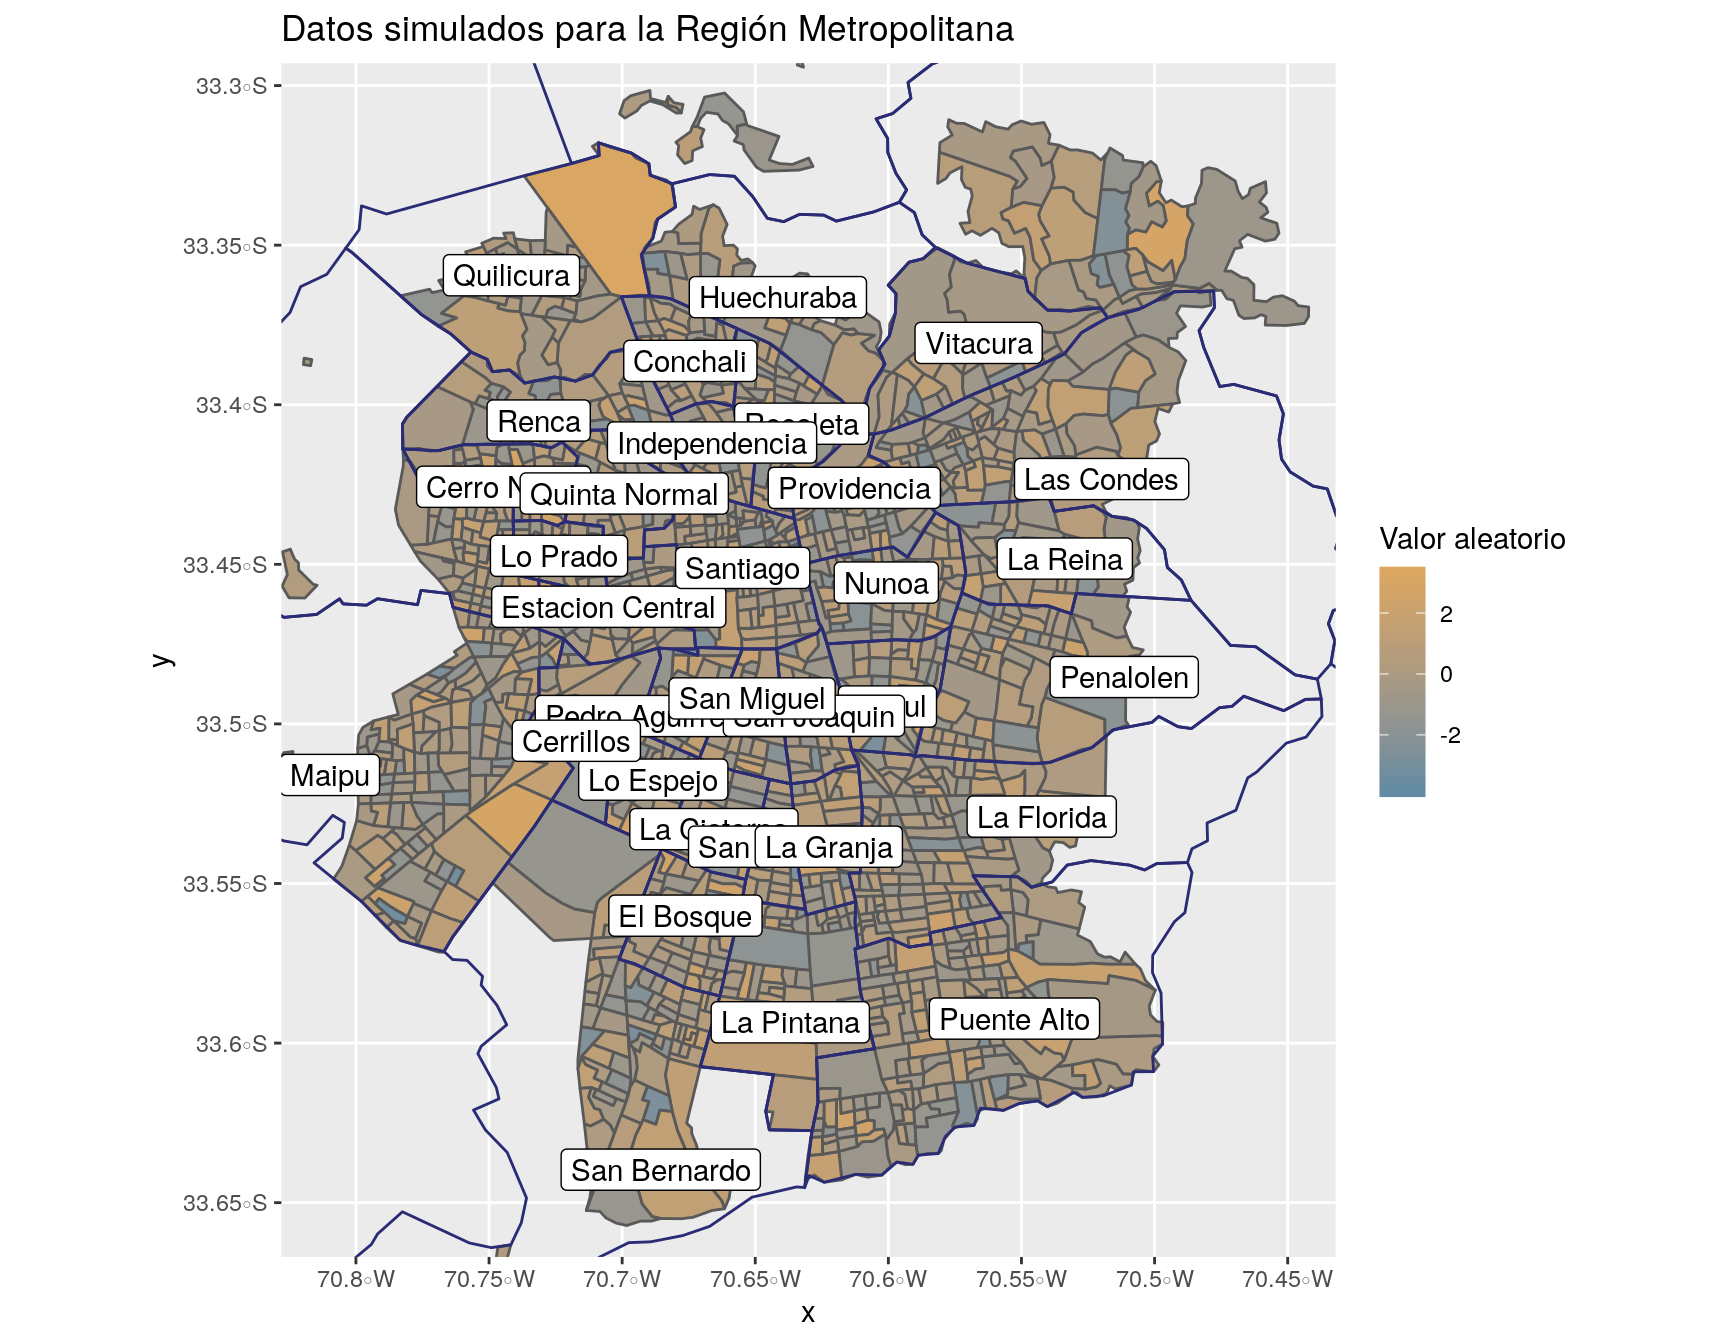 Datos simulados para la Región Metropolitana
33.3◦S
33.35◦S
33.4◦S
33.45◦S
33.5◦S
33.55◦S
33.6◦S
33.65◦S
y
Quilicura
Huechuraba
Vitacura
Conchali
Renca
Independencia
Las Condes
Cerro
Quinta Normal
Providencia
Lo Prado
Santiago
La Reina
Nunoa
Estacion Central
Penalolen
San Miguel
Pedro Aguirre
San Joaquin
Cerrillos
Maipu
Lo Espejo
La Florida
La Cisterna
San
La Granja
El Bosque
La Pintana
Puente Alto
San Bernardo
70.8◦W
70.75◦W
70.7◦W
70.65◦W
70.6◦W
70.55◦W
70.5◦W
70.45◦W
x
Valor aleatorio
2
0
-2